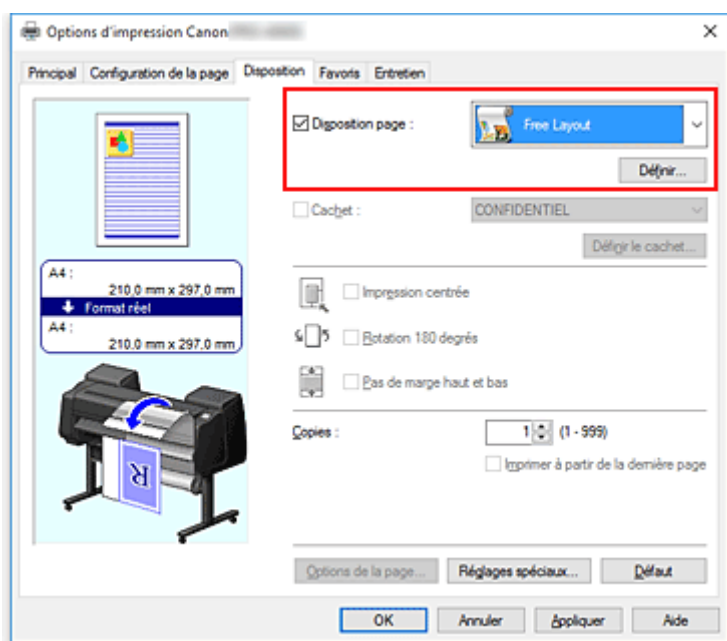 Options d'impression Canon
Principal Configuration de la page Disposition Favoris Entretien
Disposition page : Free Layout
Définir...
Cachet : CONFIDENTIEL
Définir le cachet...
A4 :
210,0 mm x 297,0 mm
Format réel
A4 :
210.0 mm x 297.0 mm
Impression centrée
Rotation 180 degrés
Pas de marge haut et bas
Copies : 1 (1 - 999)
Imprimer à partir de la dernière page
R
Options de la page... Réglages spéciaux... Défaut
OK Annuler Appliquer Aide